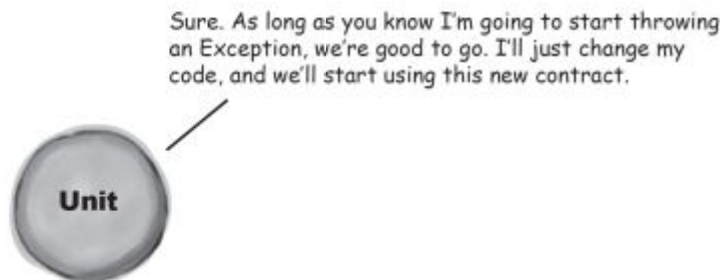 Sure. As long as you know I'm going to start throwing
an Exception, we're good to go. I'll just change my
code, and we'll start using this new contract.
Unit